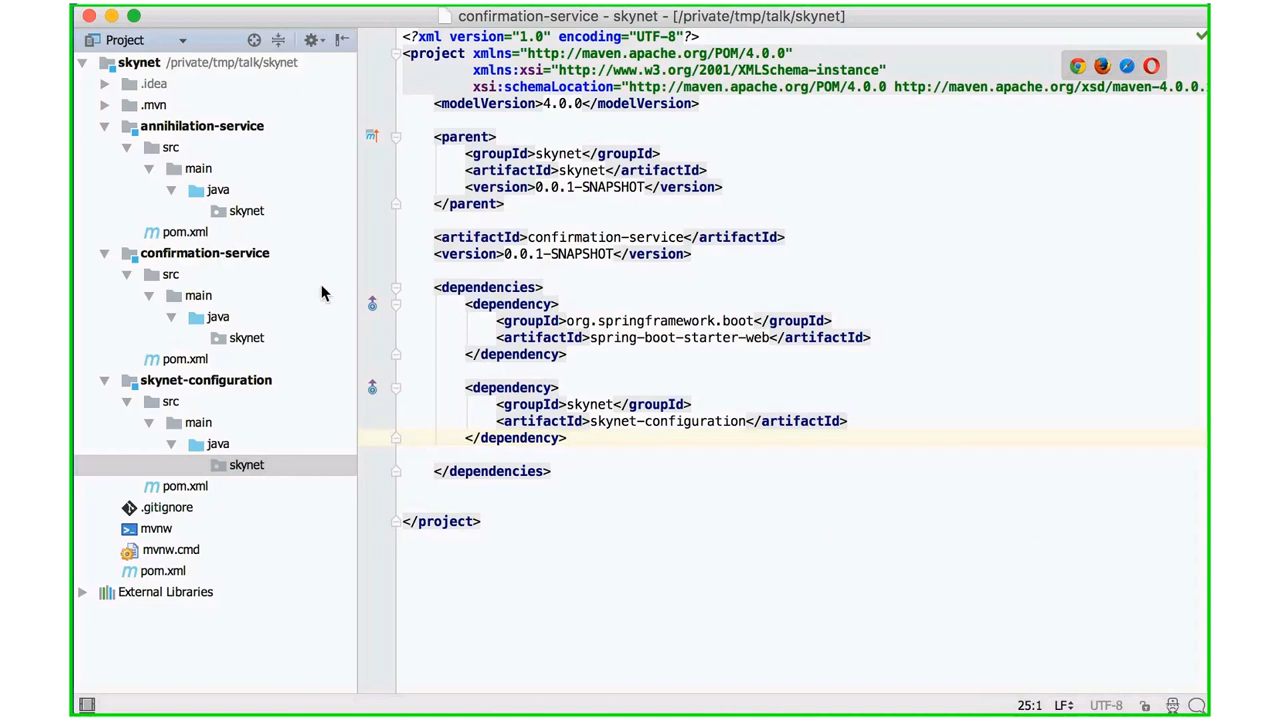 confirmation-service - skynet - [/private/tmp/talk/skynet]
Project
skynet /private/tmp/talk/skynet
.idea
.mvn
annihilation-service
src
main
java
skynet
pom.xml
confirmation-service
src
main
java
skynet
pom.xml
skynet-configuration
src
main
java
skynet
pom.xml
.gitignore
mvnw
mvnw.cmd
pom.xml
External Libraries
<?xml version="1.0" encoding="UTF-8"?>
<project xmlns="http://maven.apache.org/POM/4.0.0"
xmlns:xsi="http://www.w3.org/2001/XMLSchema-instance"
xsi:schemaLocation="http://maven.apache.org/POM/4.0.0 http://maven.apache.org/xsd/maven-4.0.0.
<modelVersion>4.0.0</modelVersion>
<parent>
<groupId>skynet</groupId>
<artifactId>skynet</artifactId>
<version>0.0.1-SNAPSHOT</version>
</parent>
<artifactId>confirmation-service</artifactId>
<version>0.0.1-SNAPSHOT</version>
<dependencies>
<dependency>
<groupId>org.springframework.boot</groupId>
<artifactId>spring-boot-starter-web</artifactId>
</dependency>
<dependency>
<groupId>skynet</groupId>
<artifactId>skynet-configuration</artifactId>
</dependency>
</dependencies>
</project>
25:1 LF UTF-8